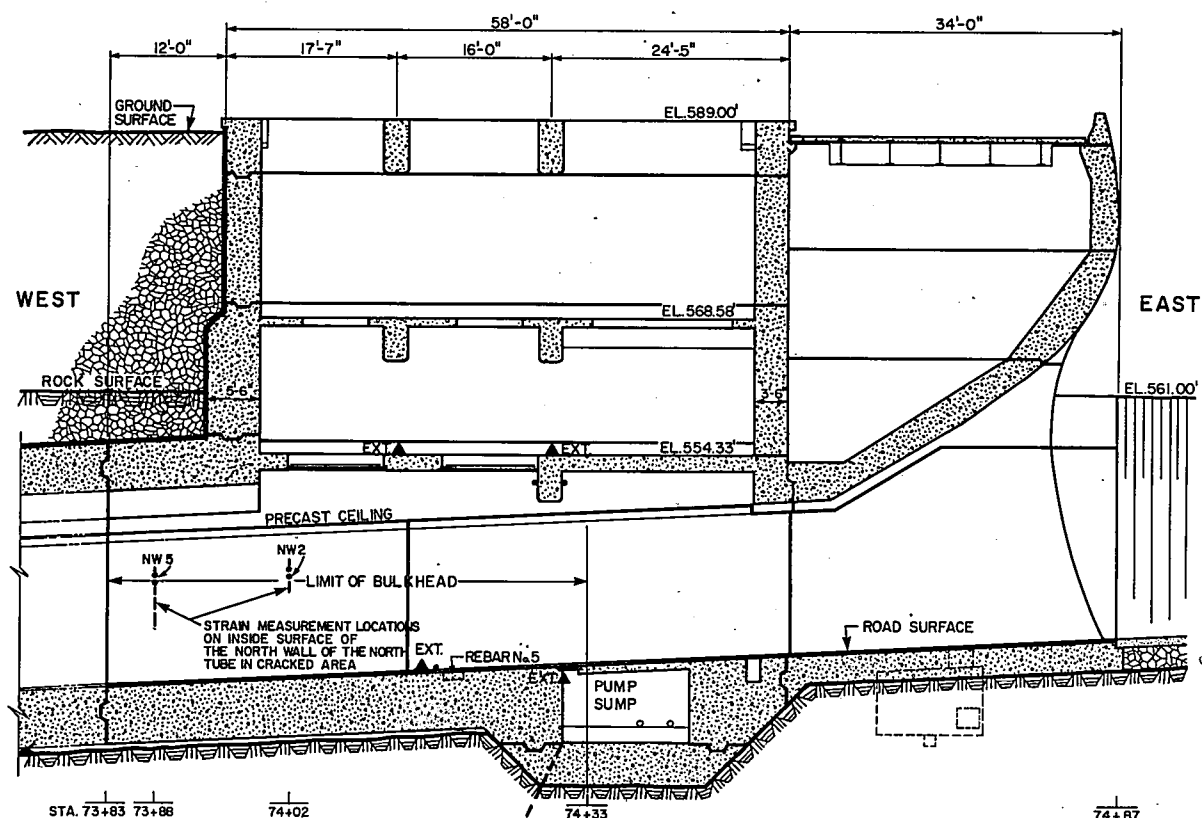 58'-0"
34'-0"
12'-0"
17'-7"
16'-0"
24'-5"
GROUND
SURFACE
EL.589.00'
WEST
EL.568.58'
EAST
ROCK SURFACE
5'-6"
3'-6"
EL.561.00'
EXT.
EXT.
EL.554.33'
PRECAST CEILING
NW5
NW2
LIMIT OF BULKHEAD
STRAIN MEASUREMENT LOCATIONS
ON INSIDE SURFACE OF
THE NORTH WALL OF THE NORTH
TUBE IN CRACKED AREA
EXT.
REBAR No.5
ROAD SURFACE
EXT.
PUMP
SUMP
STA. 73+83 73+88 74+02 74+33 74+87